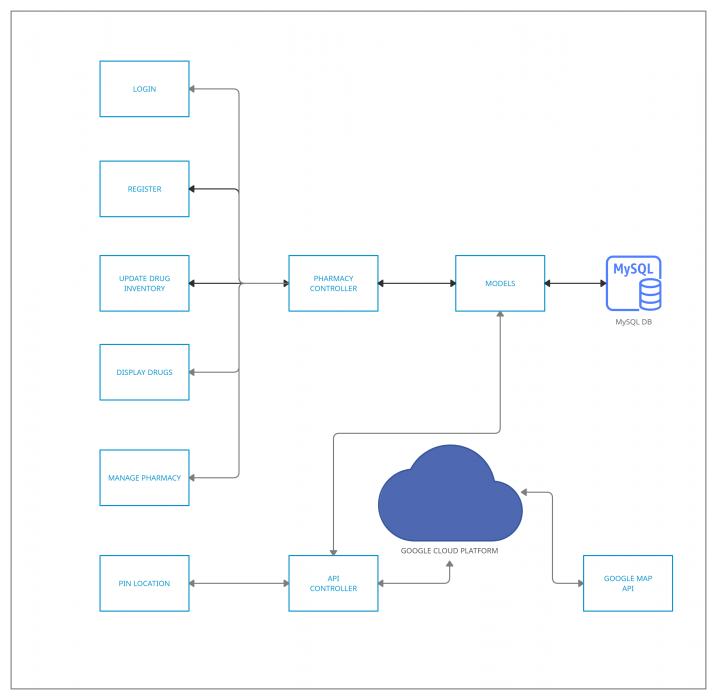 LOGIN
REGISTER
UPDATE DRUG
INVENTORY
PHARMACY
CONTROLLER
MODELS
MySQL
MySQL DB
DISPLAY DRUGS
MANAGE PHARMACY
GOOGLE CLOUD PLATFORM
PIN LOCATION
API
CONTROLLER
GOOGLE MAP
API